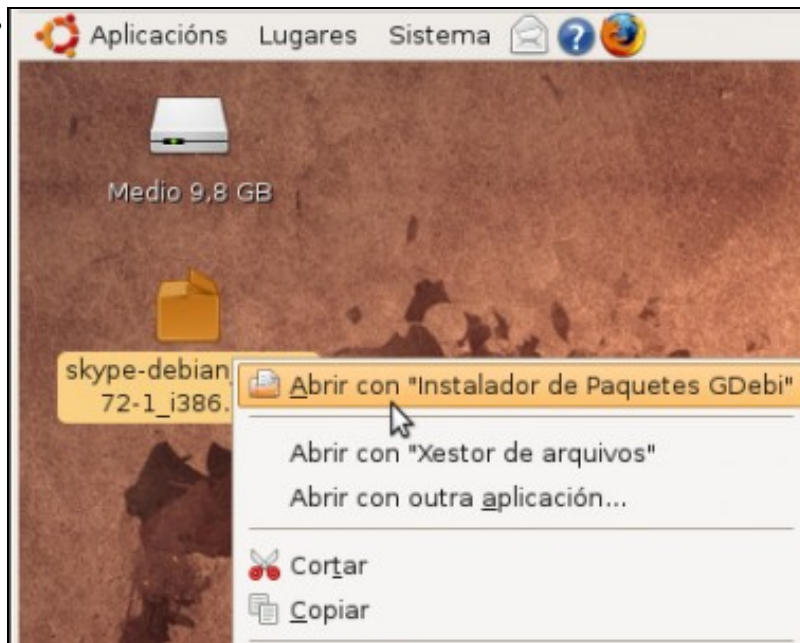 Aplicacións Lugares Sistema
Medio 9,8 GB
skype-debian
72-1_i386.
Abrir con "Instalador de Paquetes GDebi"
Abrir con "Xestor de arquivos"
Abrir con outra aplicación...
Cortar
Copiar